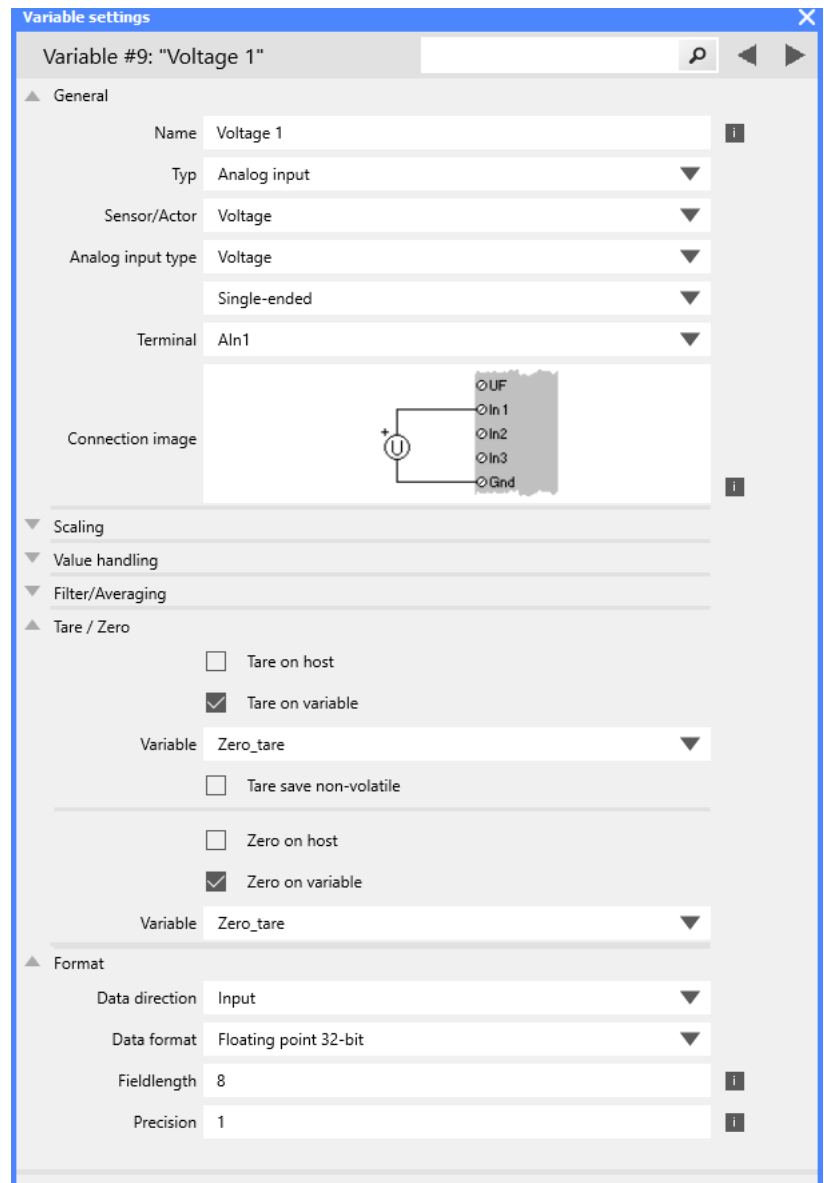 Variable settings
Variable #9: "Voltage 1"
General
Name Voltage 1
Typ Analog input
Sensor/Actor Voltage
Analog input type Voltage
Single-ended
Terminal AIn1
UF
In 1
In2
In3
Gnd
+
U
Connection image
Scaling
Value handling
Filter/Averaging
Tare / Zero
Tare on host
Tare on variable
Variable Zero_tare
Tare save non-volatile
Zero on host
Zero on variable
Variable Zero_tare
Format
Data direction Input
Data format Floating point 32-bit
Fieldlength 8
Precision 1